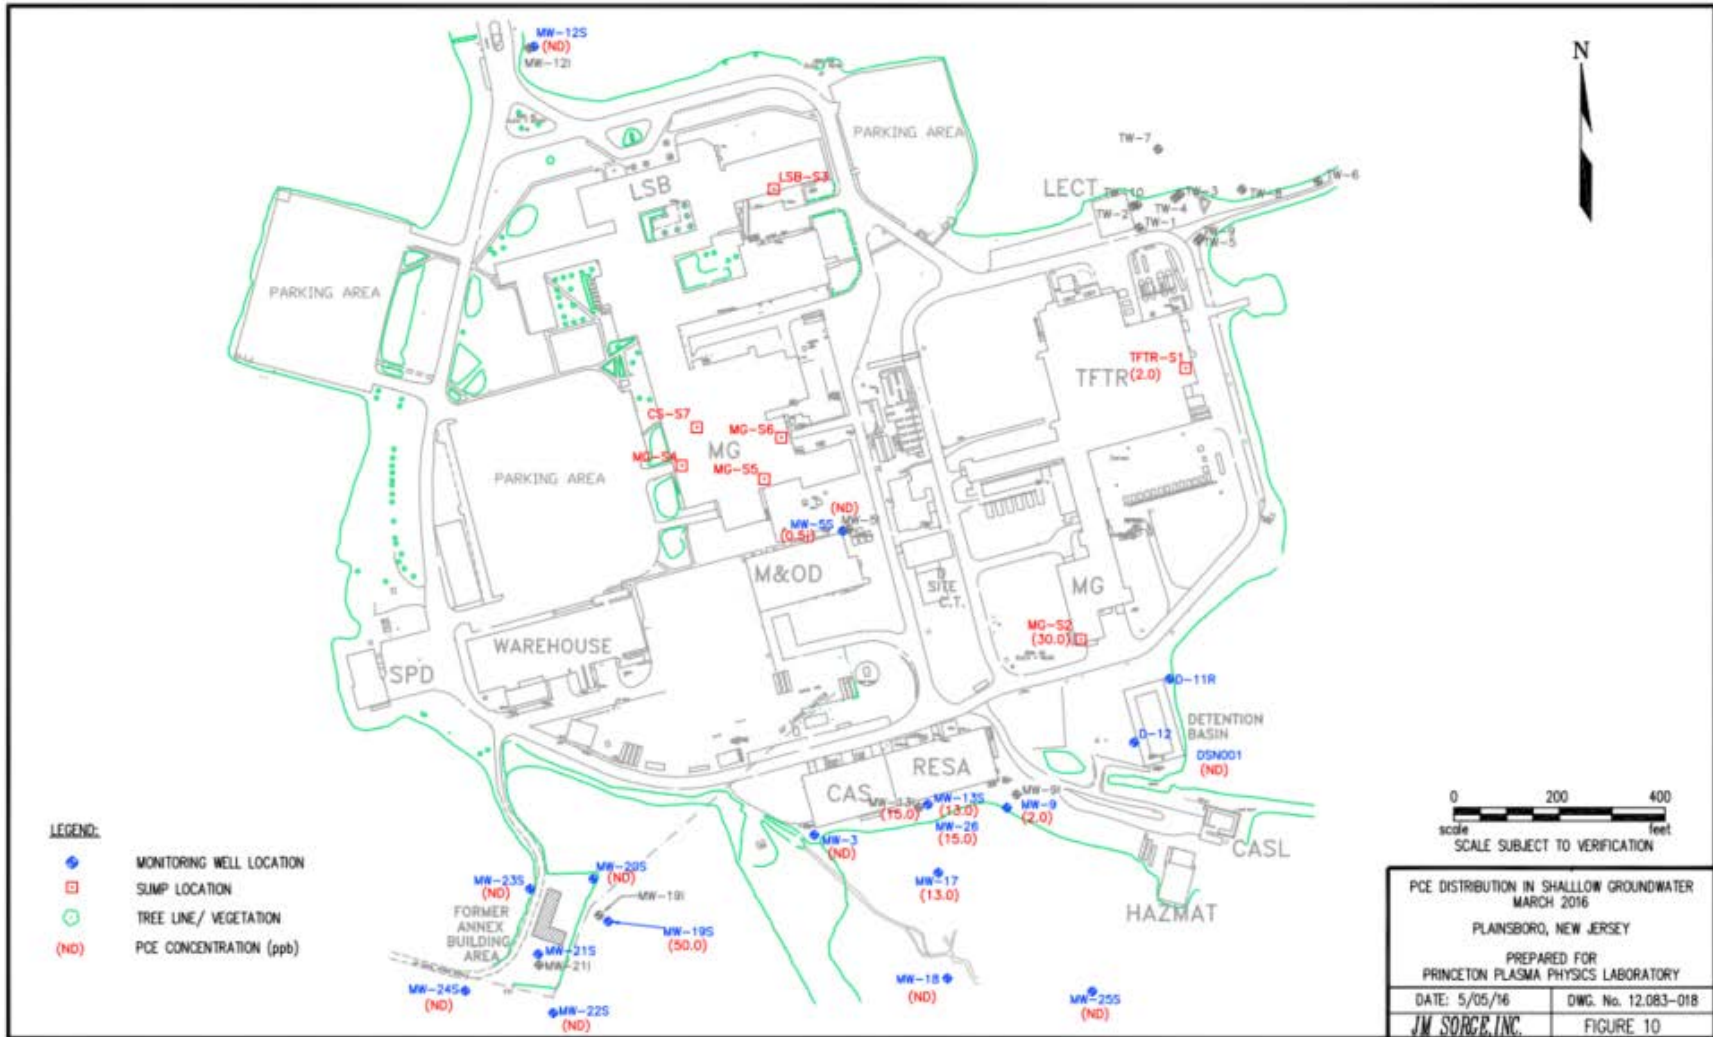 MW-12S
(ND)
MW-12I
N
PARKING AREA
TW-7
LSB
LSB-S3
LECT
TW-10
TW-3
TW-8
TW-6
TW-2
TW-4
TW-1
TW-9
TW-5
PARKING AREA
TFTR-S1
TFTR
(2.0)
CS-S7
MG-S6
MG
MG-S4
MG-S5
PARKING AREA
(ND)
MW-5S
MW-5I
(0.5j)
M&OD
SITE
C.T.
MG
MG-S2
(30.0)
WAREHOUSE
SPD
D-11R
DETENTION
BASIN
D-12
DSN001
(ND)
RESA
CAS
MW-13I
(15.0)
MW-13S
(13.0)
MW-9I
MW-9
(2.0)
MW-26
(15.0)
MW-3
(ND)
CASL
MW-17
(13.0)
HAZMAT
0 200 400
scale feet
SCALE SUBJECT TO VERIFICATION
LEGEND:
MONITORING WELL LOCATION
SUMP LOCATION
TREE LINE/ VEGETATION
(ND) PCE CONCENTRATION (ppb)
MW-23S
(ND)
MW-20S
(ND)
MW-19I
FORMER
ANNEX
BUILDING
AREA
MW-19S
(50.0)
MW-21S
MW-21I
MW-24S
(ND)
MW-22S
(ND)
MW-18
(ND)
MW-25S
(ND)
PCE DISTRIBUTION IN SHALLLOW GROUNDWATER
MARCH 2016
PLAINSBORO, NEW JERSEY
PREPARED FOR
PRINCETON PLASMA PHYSICS LABORATORY
DATE: 5/05/16
DWG. No. 12.083-018
JM SORGE,INC.
FIGURE 10